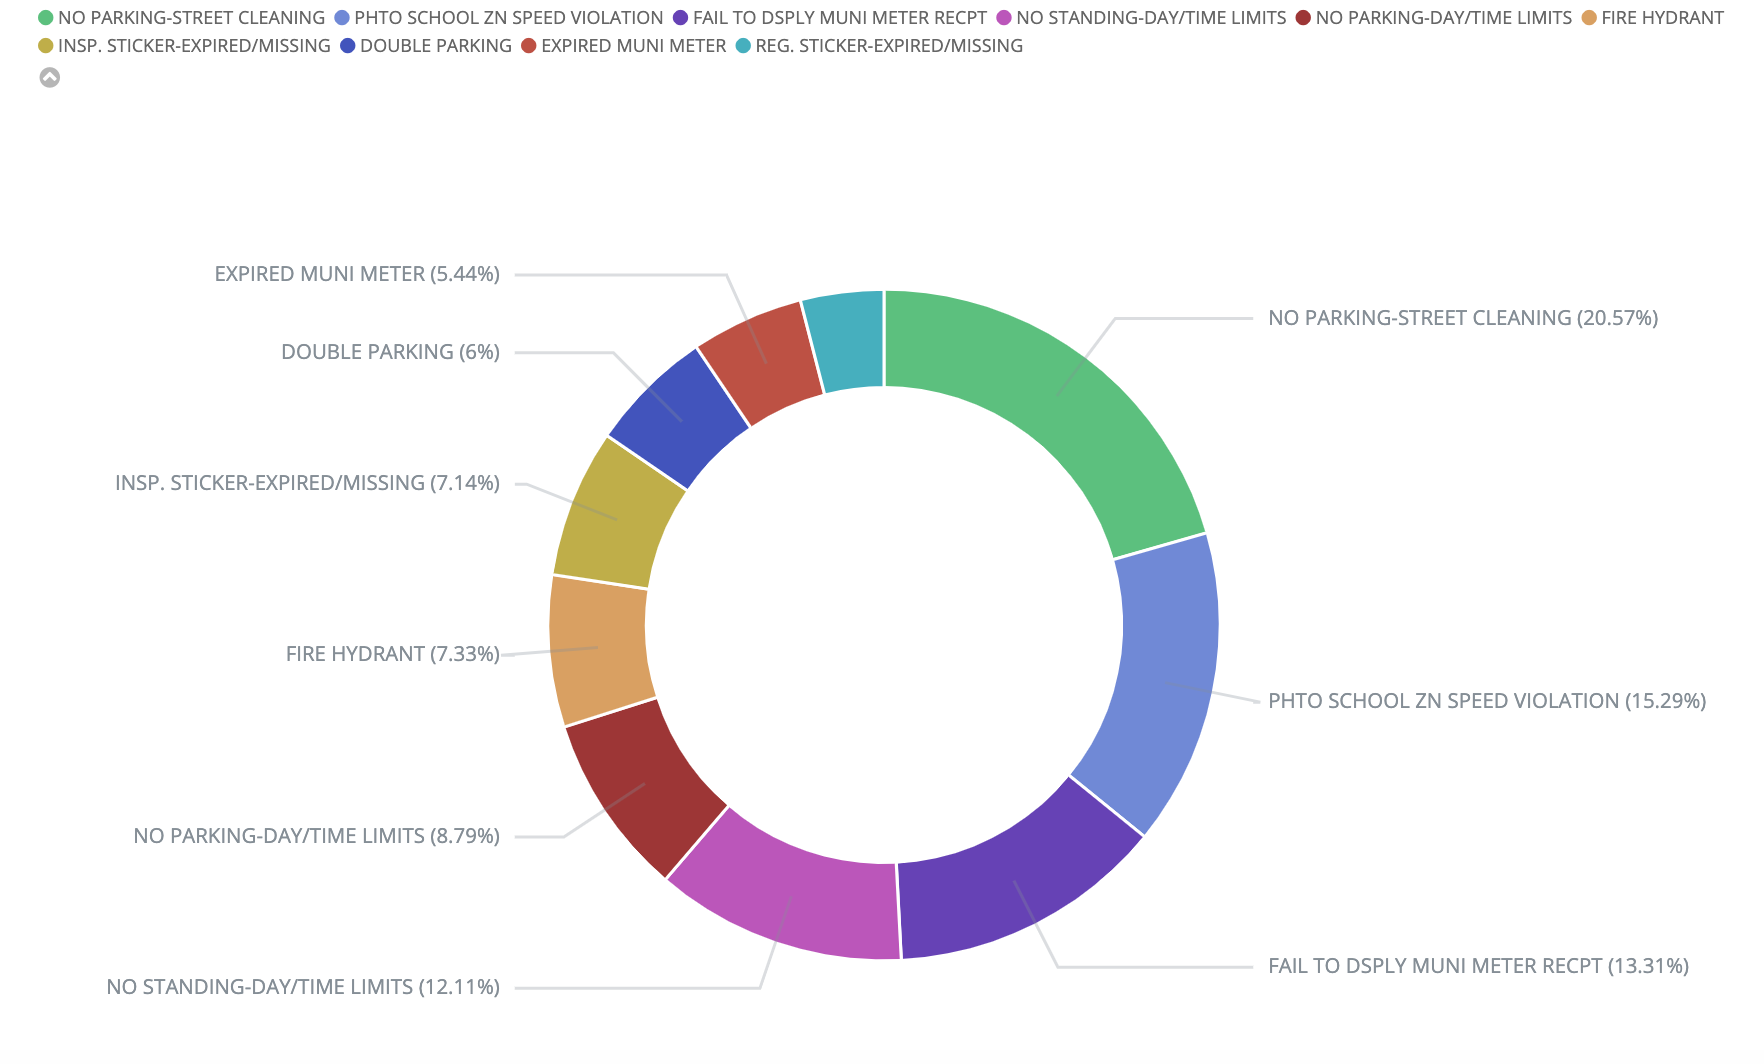 NO PARKING-STREET CLEANING PHTO SCHOOL ZN SPEED VIOLATION FAIL TO DSPLY MUNI METER RECPT NO STANDING-DAY/TIME LIMITS NO PARKING-DAY/TIME LIMITS FIRE HYDRANT
INSP. STICKER-EXPIRED/MISSING DOUBLE PARKING EXPIRED MUNI METER REG. STICKER-EXPIRED/MISSING
EXPIRED MUNI METER (5.44%)
NO PARKING-STREET CLEANING (20.57%)
DOUBLE PARKING (6%)
INSP. STICKER-EXPIRED/MISSING (7.14%)
FIRE HYDRANT (7.33%)
PHTO SCHOOL ZN SPEED VIOLATION (15.29%)
NO PARKING-DAY/TIME LIMITS (8.79%)
FAIL TO DSPLY MUNI METER RECPT (13.31%)
NO STANDING-DAY/TIME LIMITS (12.11%)